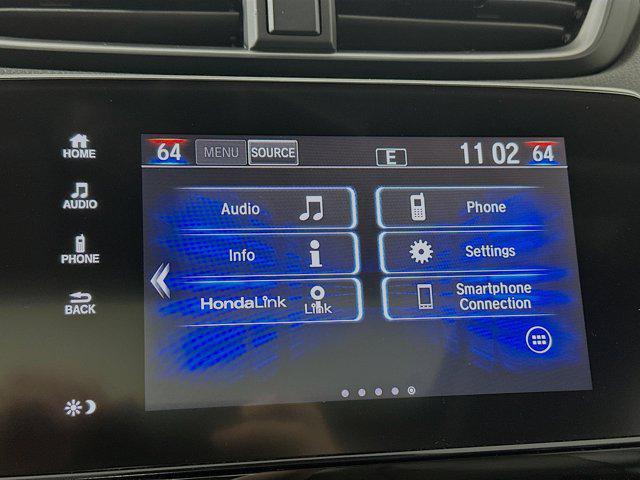 HOME
AUDIO
PHONE
BACK
64 MENU SOURCE E 11 02 64
Audio
Phone
Info
Settings
HondaLink Link
Smartphone
Connection